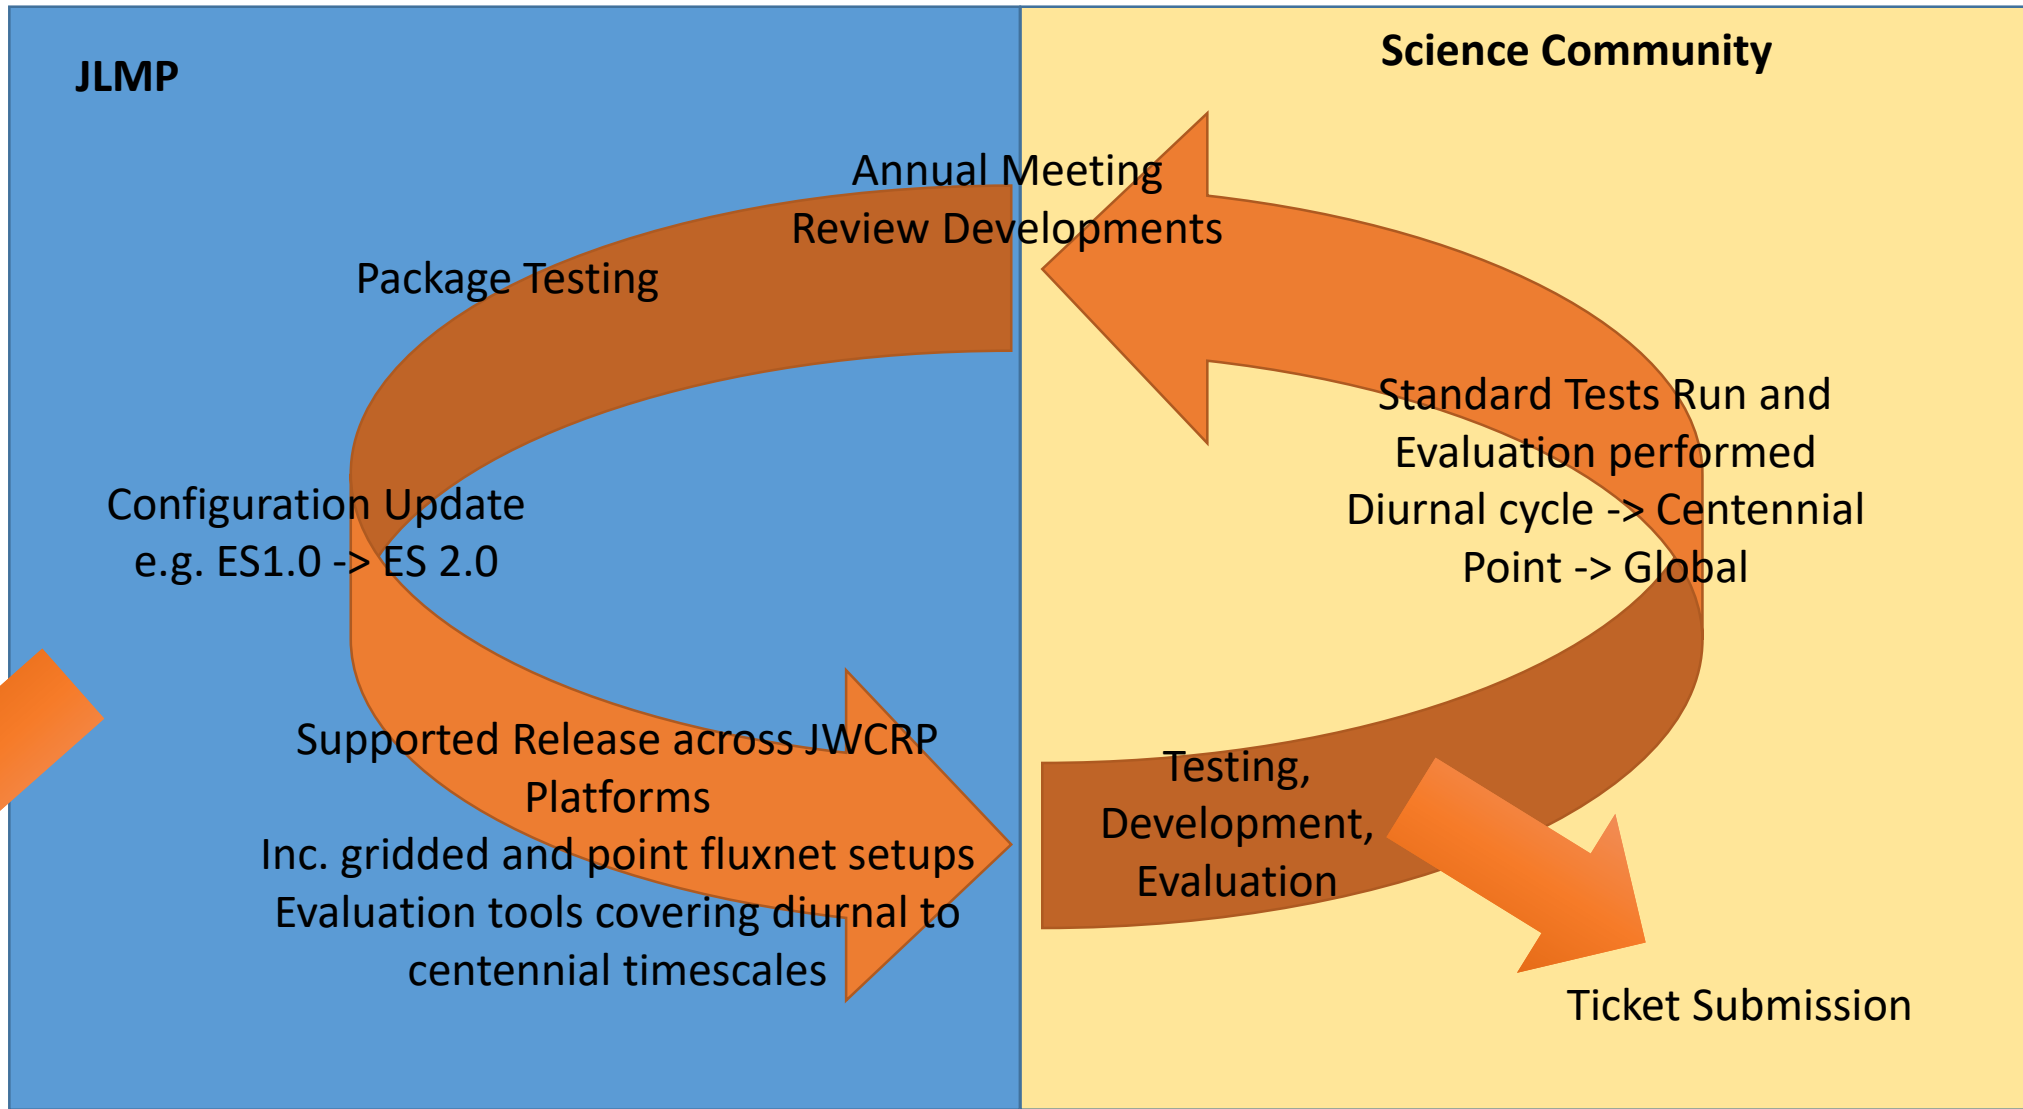 JLMP
Science Community
Annual Meeting
Review Developments
Package Testing
Configuration Update
e.g. ES1.0 -> ES 2.0
Supported Release across JWCRP
Platforms
Inc. gridded and point fluxnet setups
Evaluation tools covering diurnal to
centennial timescales
Testing,
Development,
Evaluation
Standard Tests Run and
Evaluation performed
Diurnal cycle -> Centennial
Point -> Global
Ticket Submission